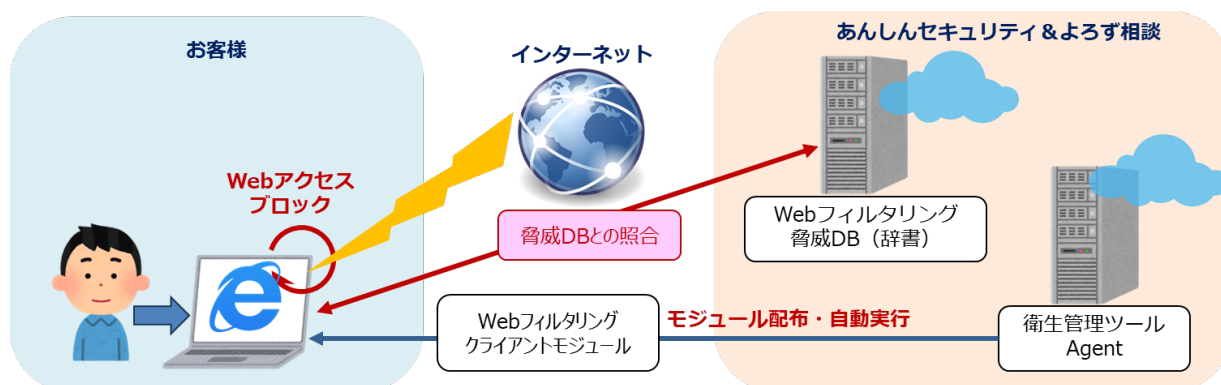 お客様
インターネット
あんしんセキュリティ＆よろず相談
Webアクセス
ブロック
脅威DBとの照合
Webフィルタリング
脅威DB（辞書）
Webフィルタリング
クライアントモジュール
モジュール配布・自動実行
衛生管理ツール
Agent